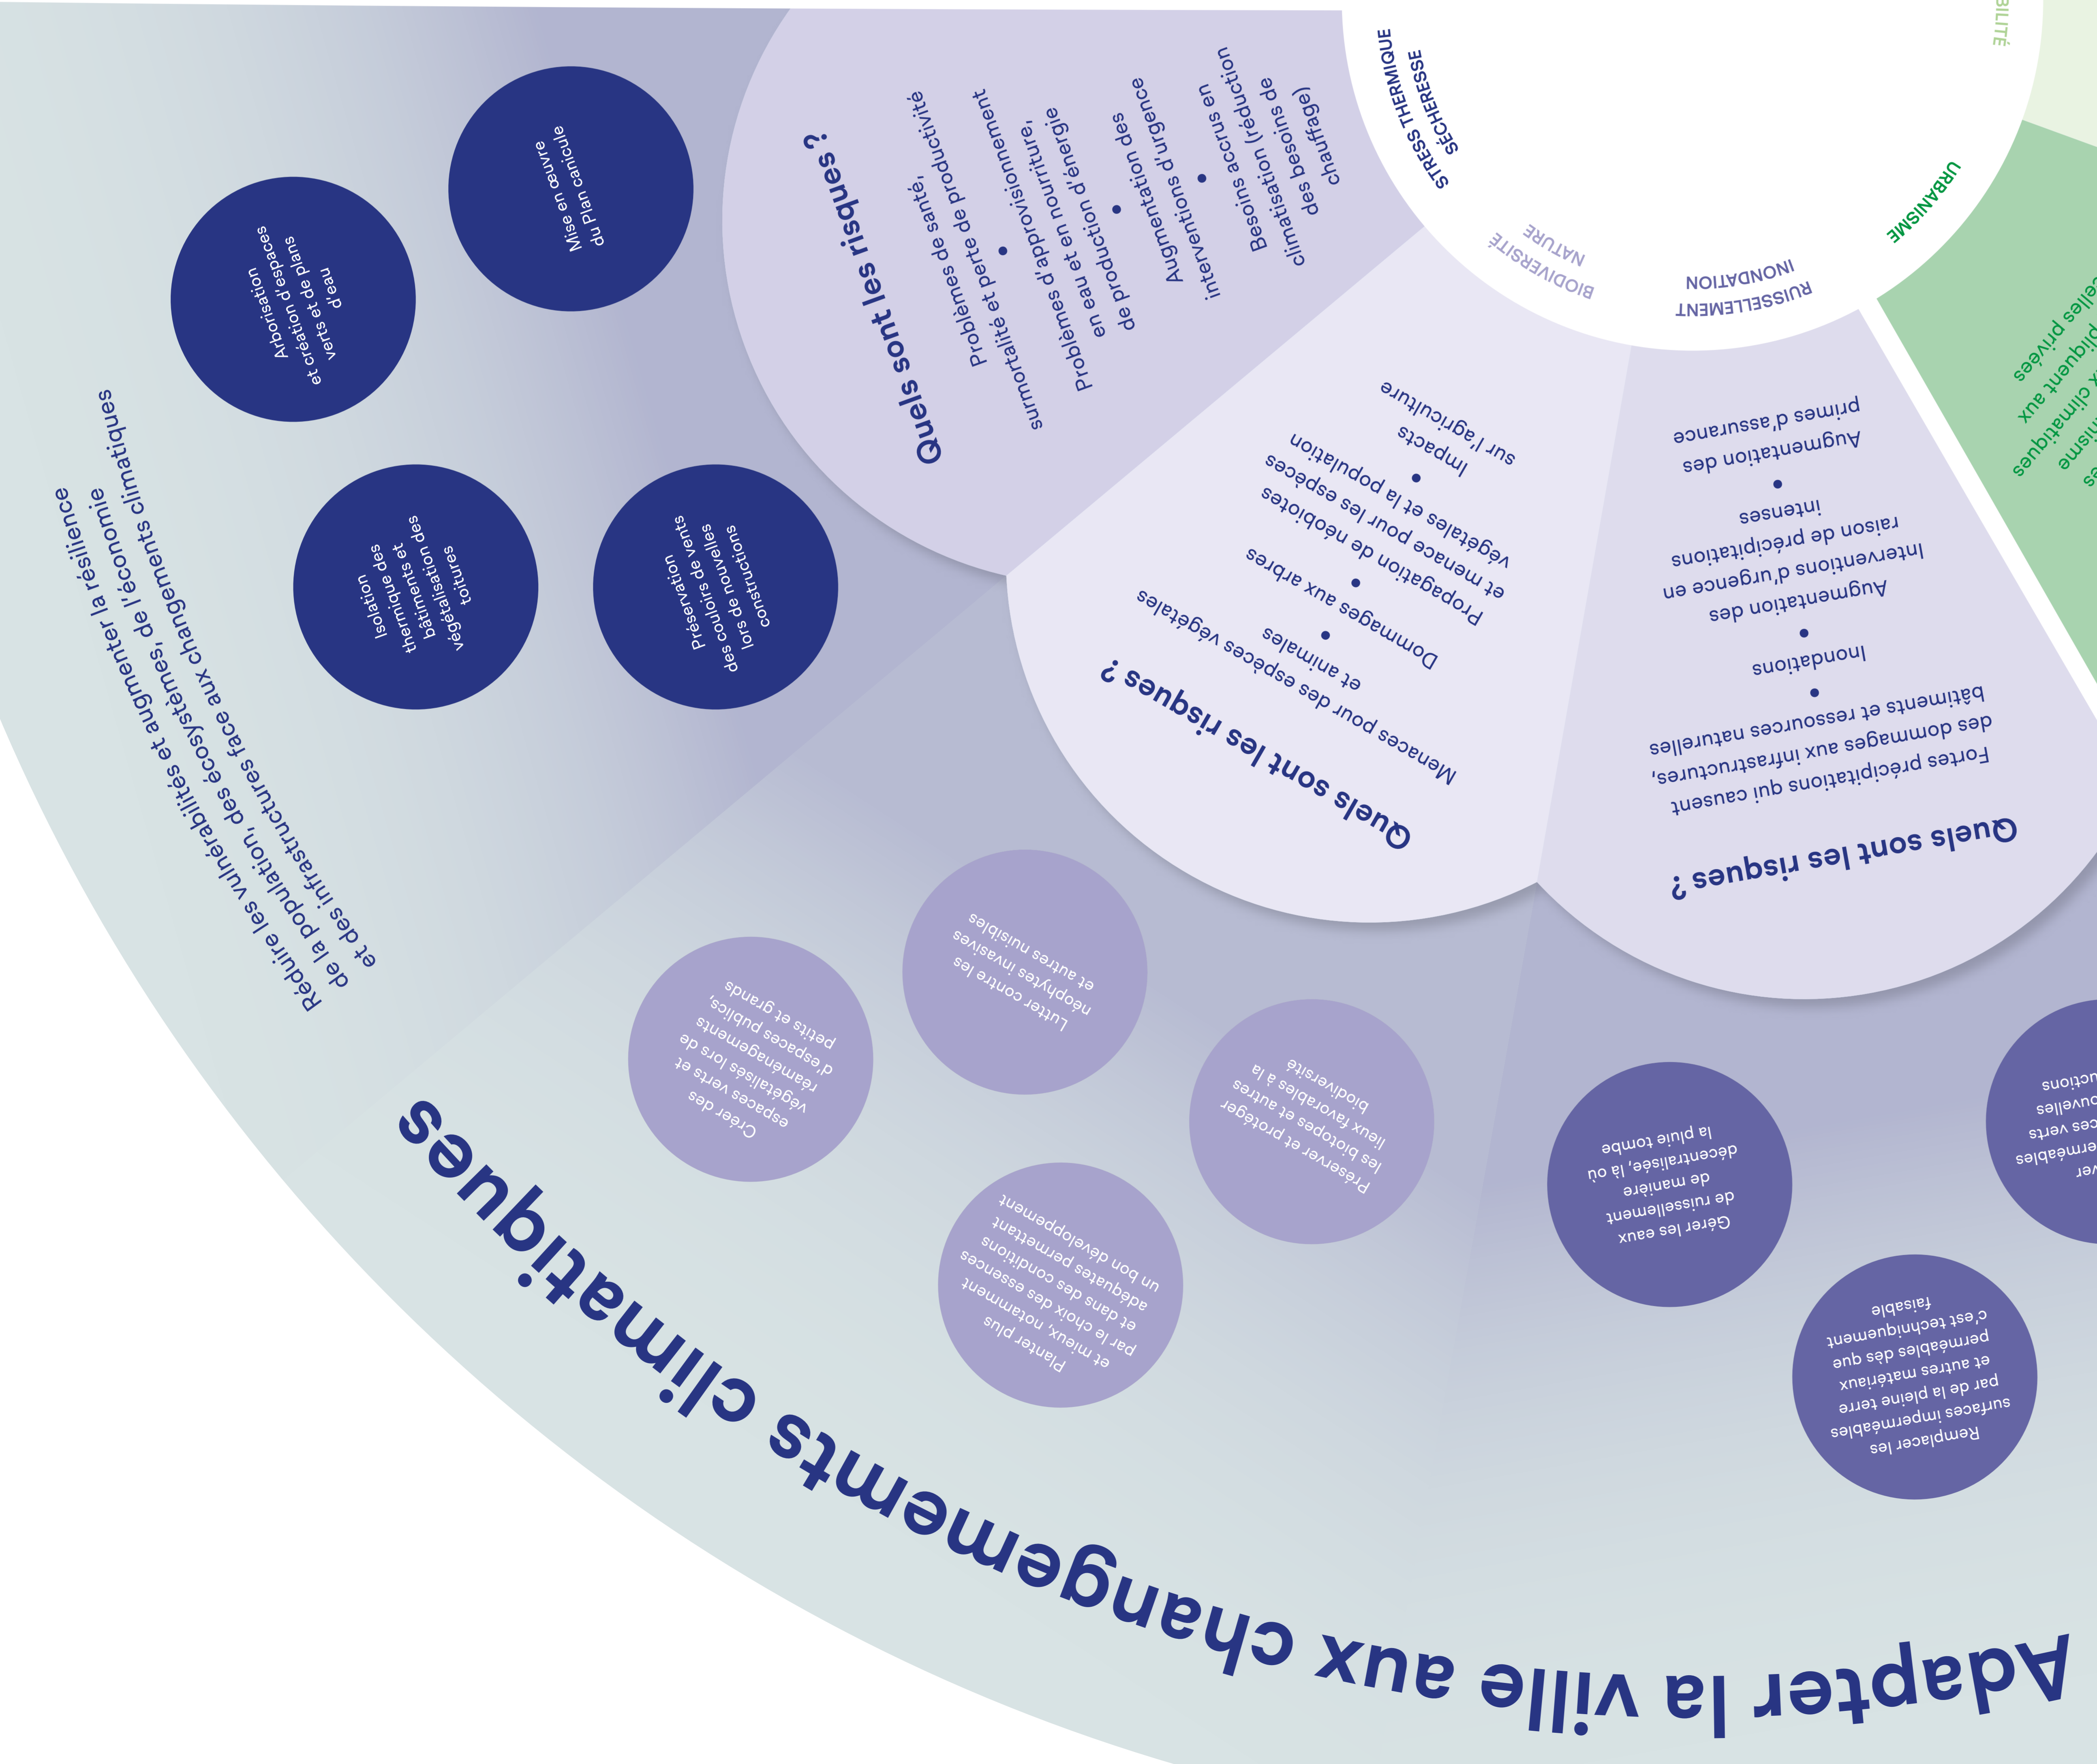 Adapter la ville aux changememts climatiques
Réduire les vulnérabilités et augmenter la résilience
de la population, des écosystèmes, de l'économie
et des infrastructures face aux changements climatiques
STRESS THERMIQUE
SÉCHERESSE
Quels sont les risques ?
Problèmes de santé,
surmortalité et perte de productivité
•
Problèmes d'approvisionnement
en eau et en nourriture,
de production d'énergie
•
Augmentation des
interventions d'urgence
•
Besoins accrus en
climatisation (réduction
des besoins de
chauffage)
Mise en œuvre
du Plan canicule
Arborisation
et création d'espaces
verts et de plans
d'eau
Isolation
thermique des
bâtiments et
végétalisation des
toitures
Préservation
des couloirs de vents
lors de nouvelles
constructions
BIODIVERSITÉ
NATURE
Quels sont les risques ?
Menaces pour des espèces végétales
et animales
•
Dommages aux arbres
•
Propagation de néobiotes
et menace pour les espèces
végétales et la population
•
Impacts
sur l'agriculture
Créer des
espaces verts et
végétalisés lors de
réaménagements
d'espaces publics,
petits et grands
Lutter contre les
néophytes invasives
et autres nuisibles
Planter plus
et mieux, notamment
par le choix des essences
et dans des conditions
adéquates permettant
un bon développement
Préserver et protéger
les biotopes et autres
lieux favorables à la
biodiversité
RUISSELLEMENT
INONDATION
Quels sont les risques ?
Fortes précipitations qui causent
des dommages aux infrastructures,
bâtiments et ressources naturelles
•
Inondations
•
Augmentation des
Interventions d'urgence en
raison de précipitations
intenses
•
Augmentation des
primes d'assurance
Gérer les eaux
de ruissellement
de manière
décentralisée, là où
la pluie tombe
Remplacer les
surfaces imperméables
par de la pleine terre
et autres matériaux
perméables dès que
c'est techniquement
faisable
verts
URBANISME
climatiques
pliquent aux
privées